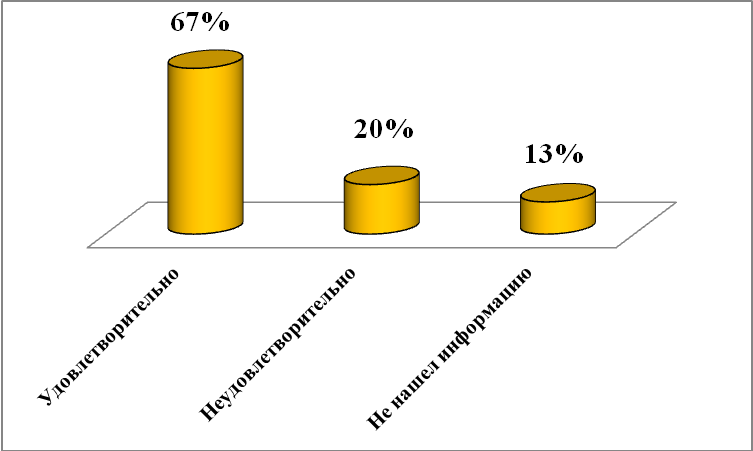 67%
20%
13%
Удовлетворительно
Неудовлетворительно
Не нашел информацию